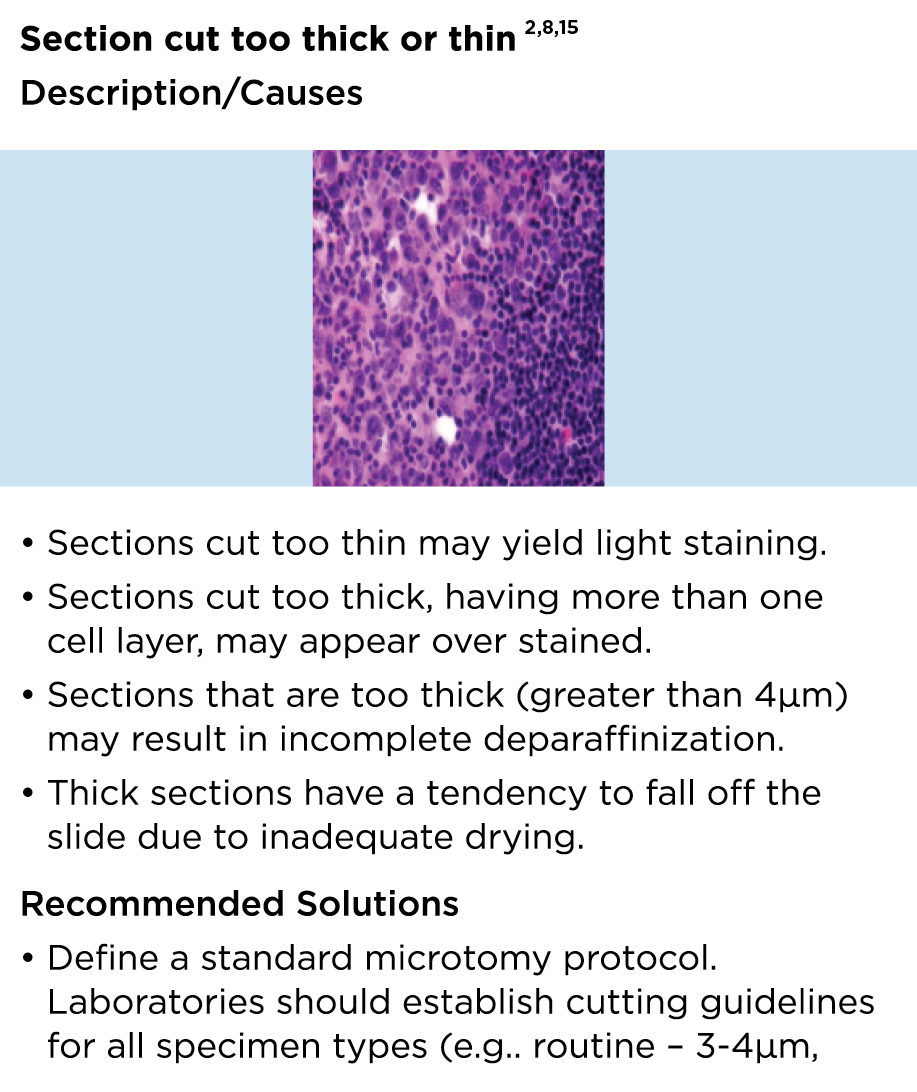 Section cut too thick or thin 2,8,15
Description/Causes
• Sections cut too thin may yield light staining.
• Sections cut too thick, having more than one
cell layer, may appear over stained.
• Sections that are too thick (greater than 4µm)
may result in incomplete deparaffinization.
• Thick sections have a tendency to fall off the
slide due to inadequate drying.
Recommended Solutions
• Define a standard microtomy protocol.
Laboratories should establish cutting guidelines
for all specimen types (e.g.. routine – 3-4µm,